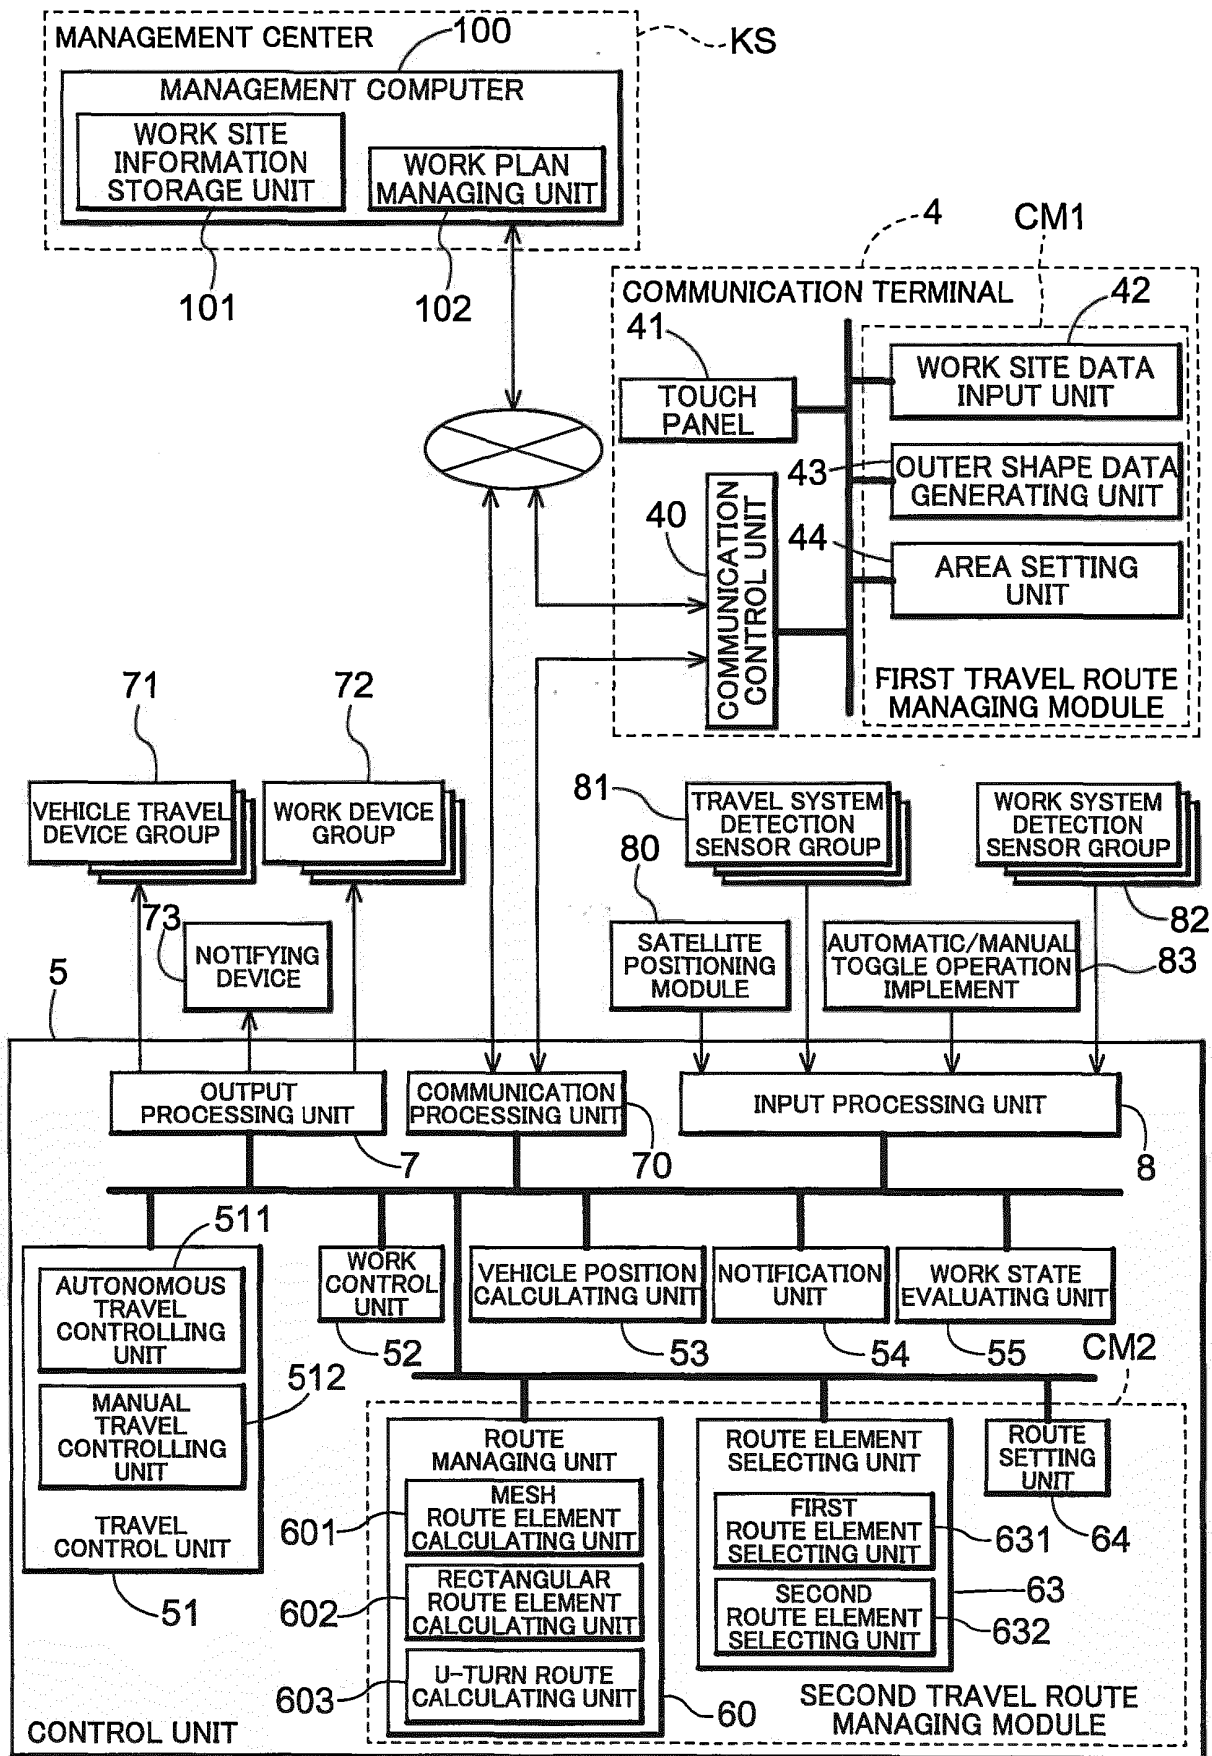 MANAGEMENT CENTER
100
KS
MANAGEMENT COMPUTER
WORK SITE
INFORMATION
STORAGE UNIT
WORK PLAN
MANAGING UNIT
101
102
4
CM1
COMMUNICATION TERMINAL
41
42
TOUCH
PANEL
WORK SITE DATA
INPUT UNIT
43
OUTER SHAPE DATA
GENERATING UNIT
40
COMMUNICATION
CONTROL UNIT
44
AREA SETTING
UNIT
FIRST TRAVEL ROUTE
MANAGING MODULE
71
72
VEHICLE TRAVEL
DEVICE GROUP
WORK DEVICE
GROUP
81
TRAVEL SYSTEM
DETECTION
SENSOR GROUP
WORK SYSTEM
DETECTION
SENSOR GROUP
80
82
73
NOTIFYING
DEVICE
SATELLITE
POSITIONING
MODULE
AUTOMATIC/MANUAL
TOGGLE OPERATION
IMPLEMENT
83
5
OUTPUT
PROCESSING UNIT
COMMUNICATION
PROCESSING UNIT
INPUT PROCESSING UNIT
7
70
8
511
AUTONOMOUS
TRAVEL
CONTROLLING
UNIT
WORK
CONTROL
UNIT
VEHICLE POSITION
CALCULATING UNIT
NOTIFICATION
UNIT
WORK STATE
EVALUATING UNIT
52
53
54
55
CM2
512
MANUAL
TRAVEL
CONTROLLING
UNIT
TRAVEL
CONTROL UNIT
51
ROUTE
MANAGING UNIT
MESH
ROUTE ELEMENT
CALCULATING UNIT
601
RECTANGULAR
ROUTE ELEMENT
CALCULATING UNIT
602
U-TURN ROUTE
CALCULATING UNIT
603
60
ROUTE ELEMENT
SELECTING UNIT
FIRST
ROUTE ELEMENT
SELECTING UNIT
631
SECOND
ROUTE ELEMENT
SELECTING UNIT
632
63
ROUTE
SETTING
UNIT
64
SECOND TRAVEL ROUTE
MANAGING MODULE
CONTROL UNIT